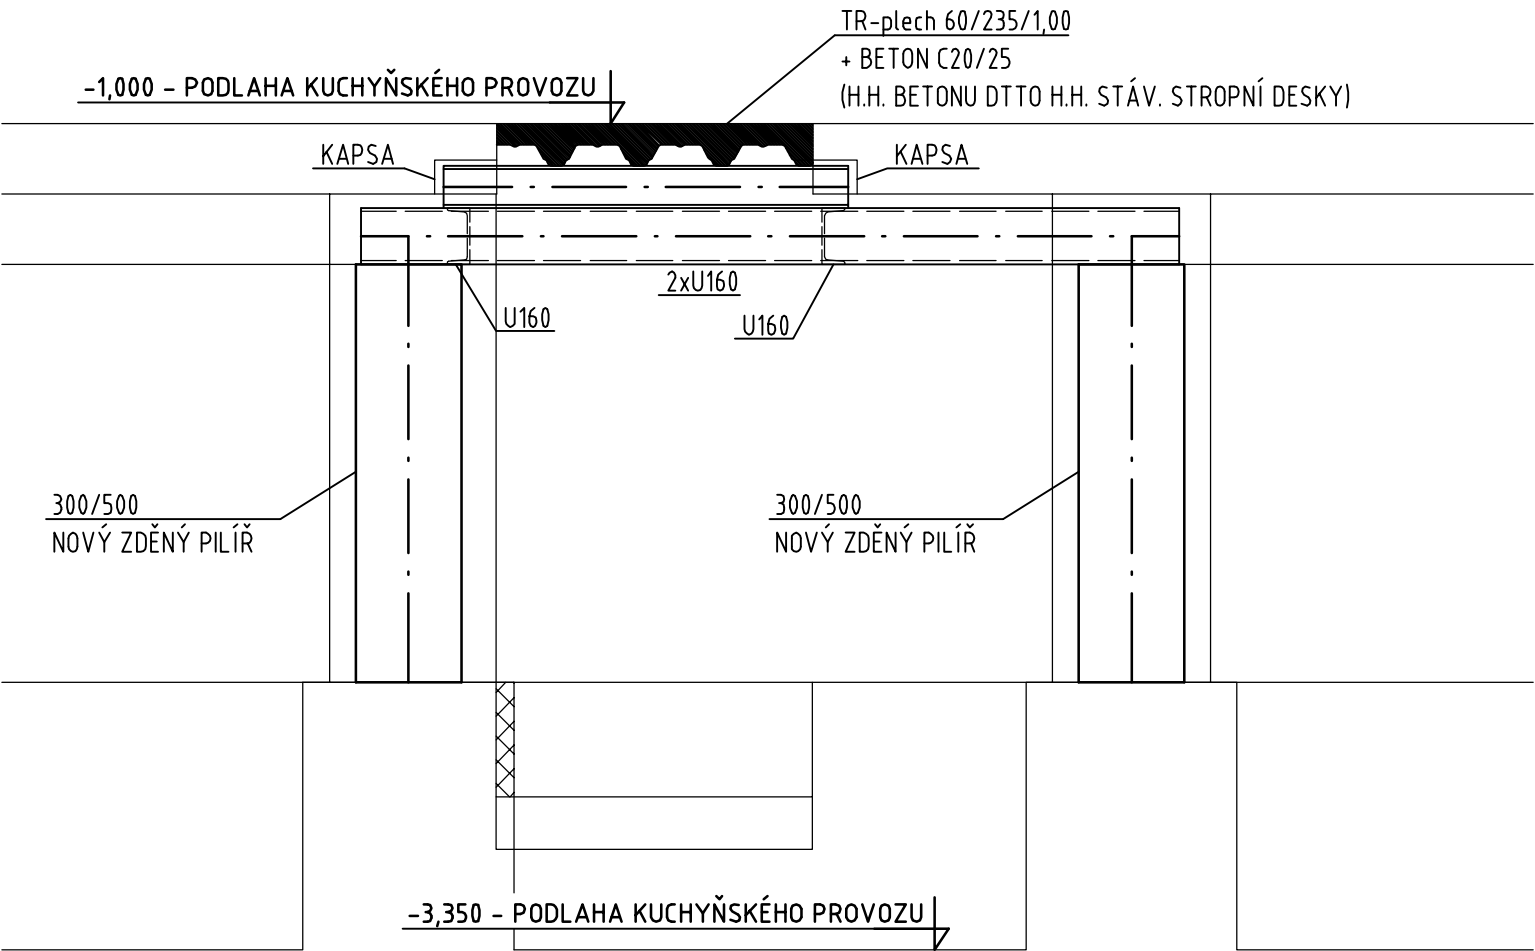 TR-plech 60/235/1,00
+ BETON C20/25
(H.H. BETONU DTTO H.H. STÁV. STROPNÍ DESKY)
-1,000 - PODLAHA KUCHYŇSKÉHO PROVOZU
KAPSA
KAPSA
2xU160
U160
U160
300/500
NOVÝ ZDĚNÝ PILÍŘ
300/500
NOVÝ ZDĚNÝ PILÍŘ
-3,350 - PODLAHA KUCHYŇSKÉHO PROVOZU